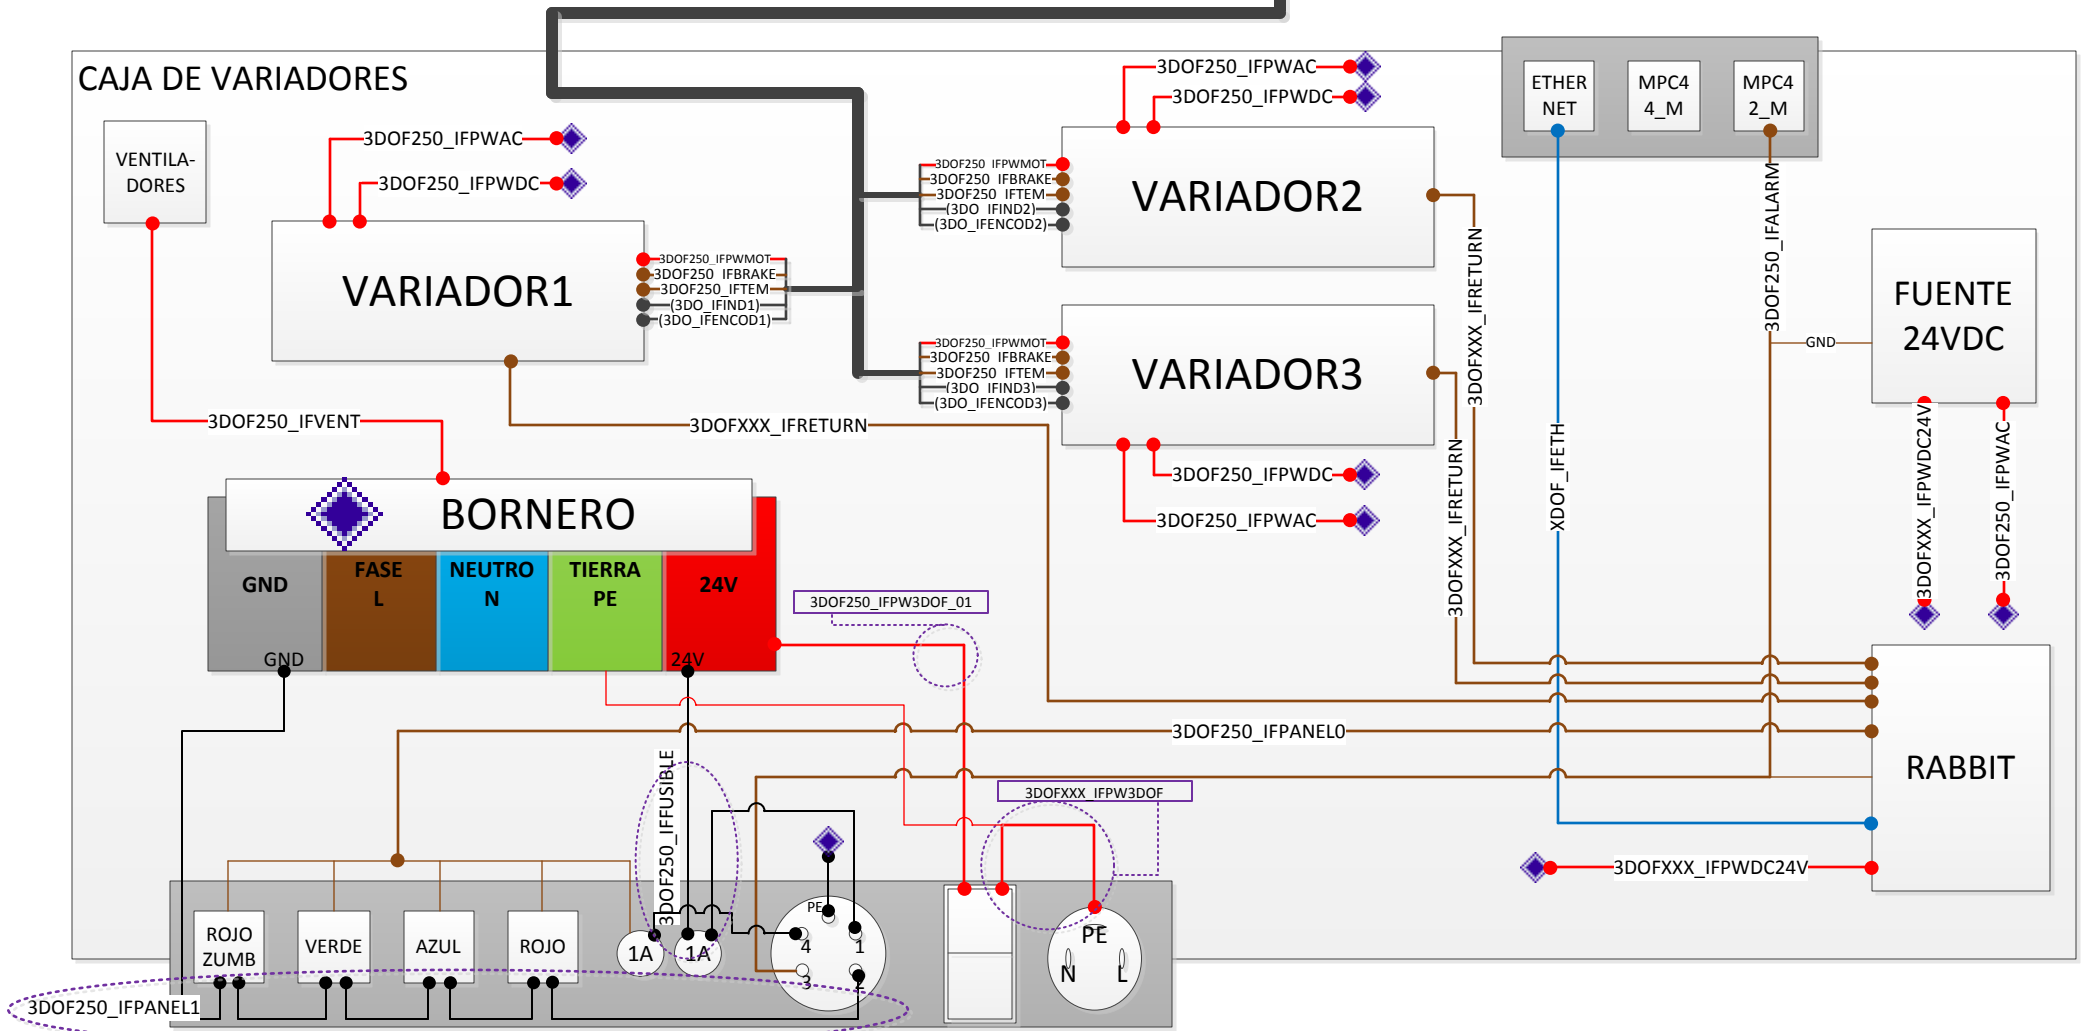 CAJA DE VARIADORES
VENTILA-
DORES
3DOF250_IFPWAC
3DOF250_IFPWDC
VARIADOR1
3DOF250_IFPWMOT
3DOF250_IFBRAKE
3DOF250_IFTEM
(3DO_IFIND1)
(3DO_IFENCOD1)
3DOF250_IFPWAC
3DOF250_IFPWDC
3DOF250_IFPWMOT
3DOF250_IFBRAKE
3DOF250_IFTEM
(3DO_IFIND2)
(3DO_IFENCOD2)
VARIADOR2
3DOF250_IFPWMOT
3DOF250_IFBRAKE
3DOF250_IFTEM
(3DO_IFIND3)
(3DO_IFENCOD3)
VARIADOR3
3DOF250_IFPWDC
3DOF250_IFPWAC
ETHER
NET
MPC4
4_M
MPC4
2_M
3DOF250_IFALARM
3DOFXXX_IFRETURN
3DOFXXX_IFRETURN
XDOF_IFETH
GND
FUENTE
24VDC
3DOFXXX_IFPWDC24V
3DOF250_IFPWAC
3DOF250_IFVENT
3DOFXXX_IFRETURN
BORNERO
GND
FASE
L
NEUTRO
N
TIERRA
PE
24V
GND
24V
3DOF250_IFPW3DOF_01
3DOF250_IFPANEL0
3DOFXXX_IFPW3DOF
RABBIT
3DOFXXX_IFPWDC24V
3DOF250_IFFUSIBLE
ROJO
ZUMB
VERDE
AZUL
ROJO
1A
1A
PE
4
1
3
2
PE
N
L
3DOF250_IFPANEL1